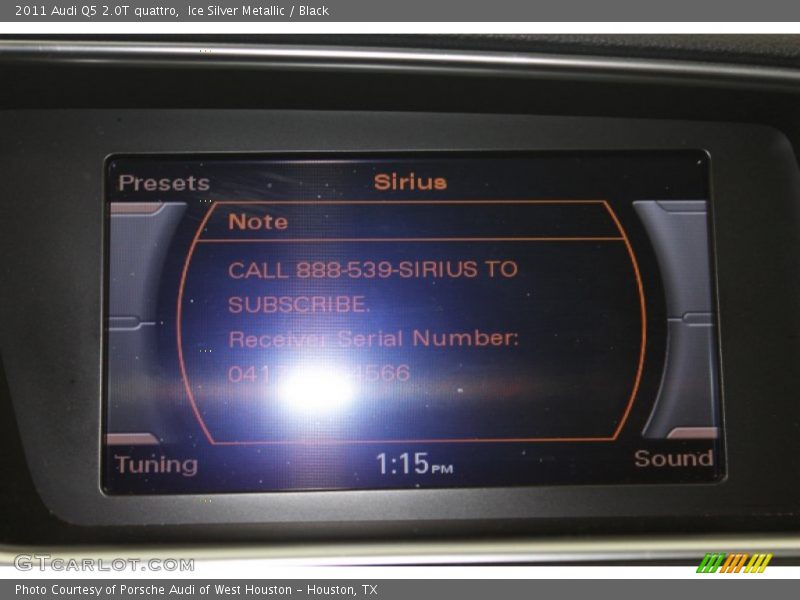 2011 Audi Q5 2.0T quattro,  Ice Silver Metallic / Black
Presets
Sirius
Note
CALL 888-539-SIRIUS TO
SUBSCRIBE.
Receiver Serial Number:
1:15PM
Tuning
Sound
GTCARLOT.COM
Photo Courtesy of Porsche Audi of West Houston – Houston, TX